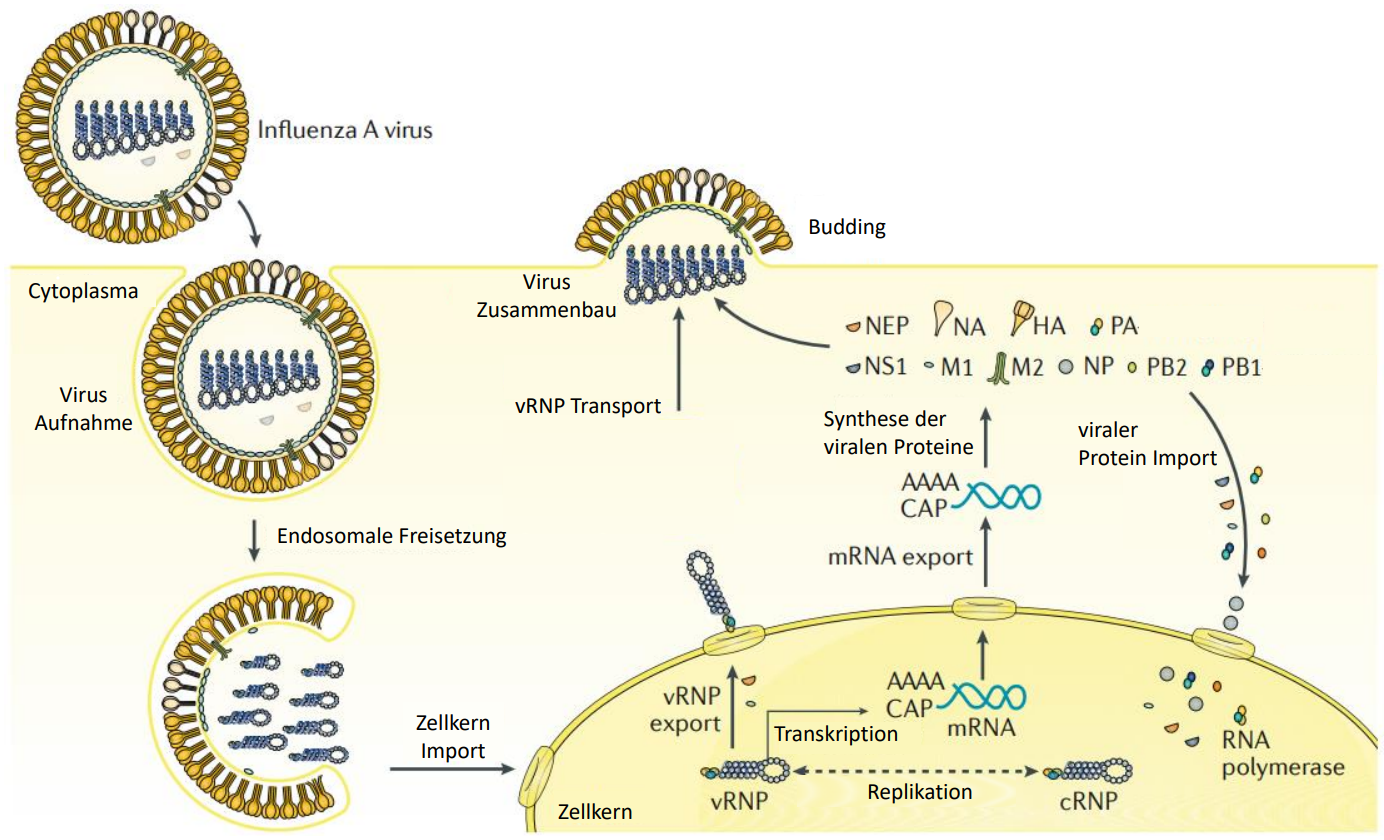 Influenza A virus
Budding
Cytoplasma
Virus
Zusammenbau
NEP NA HA PA
NS1 M1 M2 NP PB2 PB1
Virus
Aufnahme
vRNP Transport
Synthese der
viralen Proteine
viraler
Protein Import
AAAA
CAP
Endosomale Freisetzung
mRNA export
AAAA
CAP
mRNA
vRNP
export
Transkription
Zellkern
Import
RNA
polymerase
vRNP
Replikation
cRNP
Zellkern